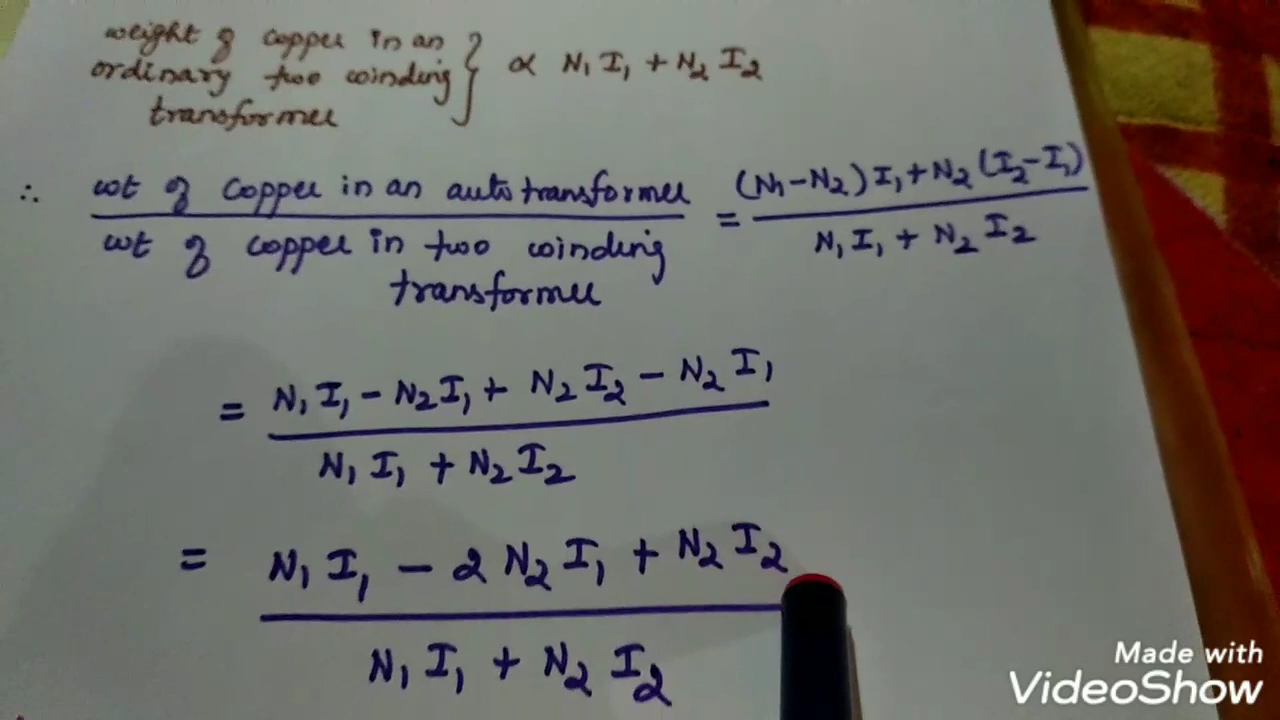 weight of copper in an
ordinary two winding } ∝ N₁ I₁ + N₂ I₂
transformer
∴ wt of copper in an auto transformer / wt of copper in two winding transformer = (N₁-N₂) I₁ + N₂ (I₂-I₁) / N₁ I₁ + N₂ I₂
= N₁ I₁ - N₂ I₁ + N₂ I₂ - N₂ I₁ / N₁ I₁ + N₂ I₂
= N₁ I₁ - 2 N₂ I₁ + N₂ I₂ / N₁ I₁ + N₂ I₂
Made with
VideoShow